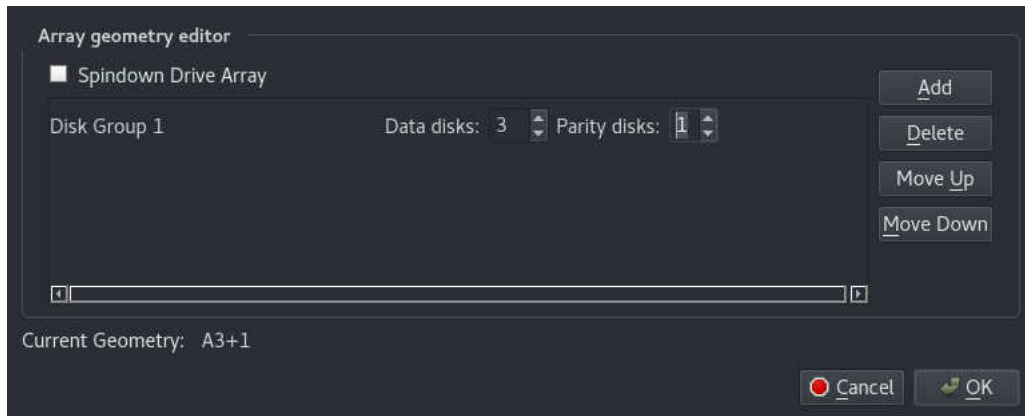 Array geometry editor
Spindown Drive Array
Add
Disk Group 1 Data disks: 3 Parity disks: 1
Delete
Move Up
Move Down
Current Geometry: A3+1
Cancel OK